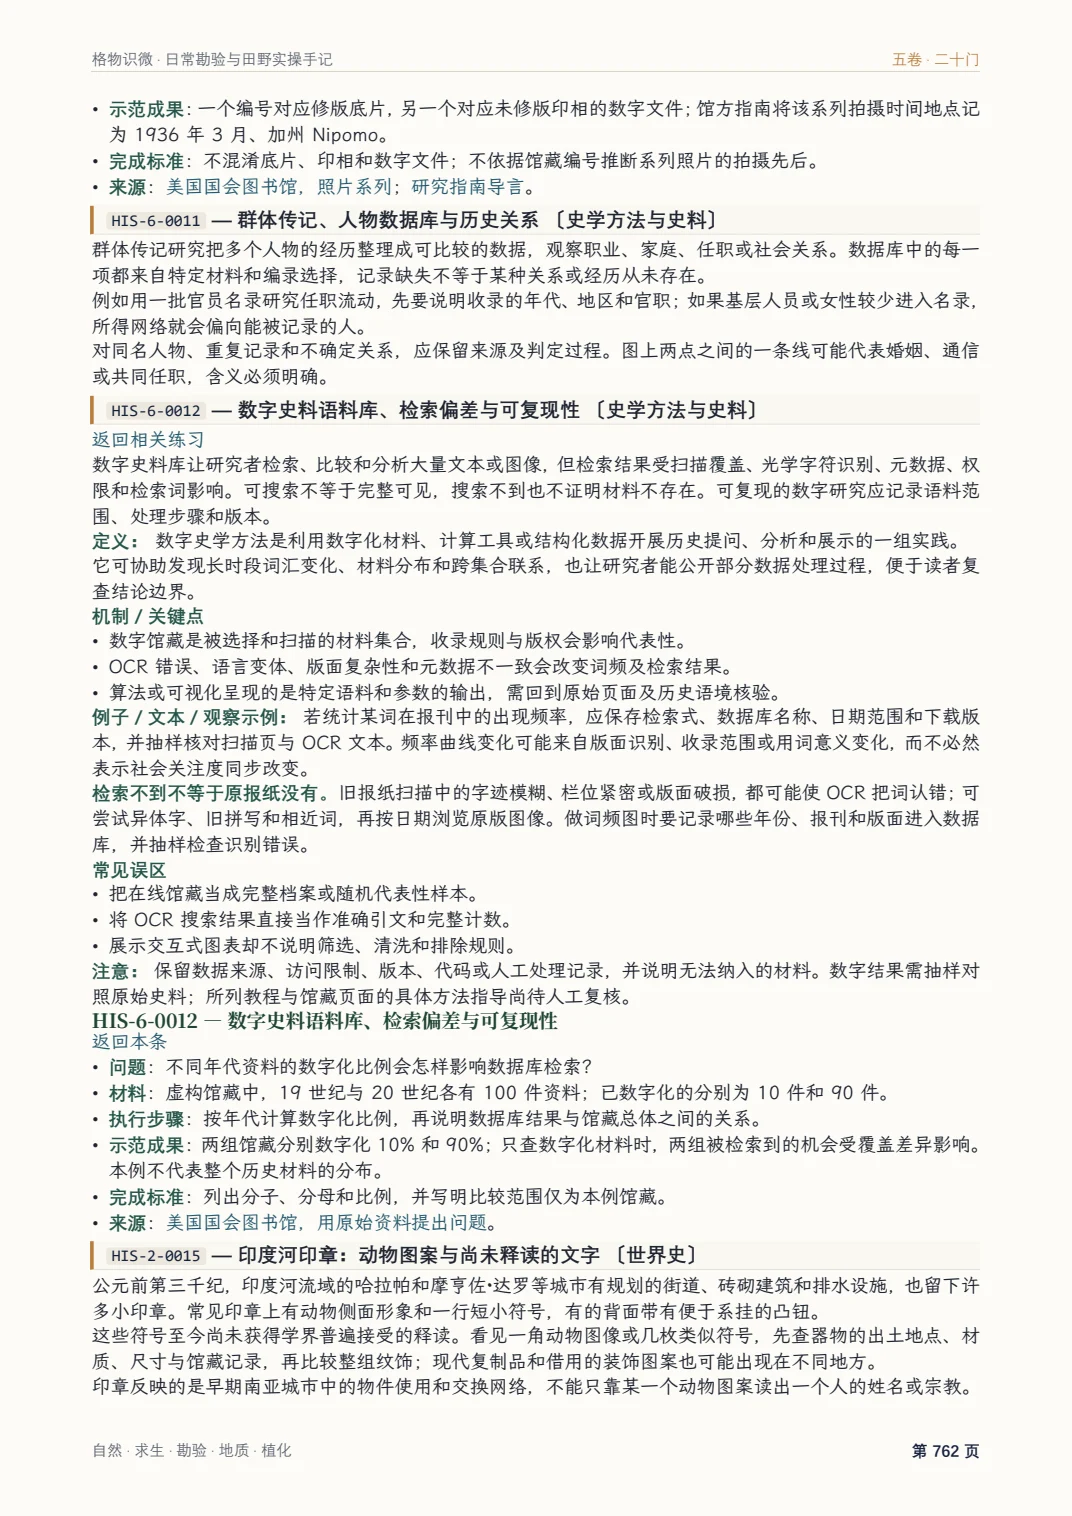 格物识微 · 日常勘验与田野实操手记
五卷 · 二十门
• 示范成果：一个编号对应修版底片，另一个对应未修版印相的数字文件；馆方指南将该系列拍摄时间地点记
为 1936 年 3 月、加州 Nipomo。
• 完成标准：不混淆底片、印相和数字文件；不依据馆藏编号推断系列照片的拍摄先后。
• 来源：美国国会图书馆，照片系列；研究指南导言。
HIS-6-0011 — 群体传记、人物数据库与历史关系 〔史学方法与史料〕
群体传记研究把多个人物的经历整理成可比较的数据，观察职业、家庭、任职或社会关系。数据库中的每一
项都来自特定材料和编录选择，记录缺失不等于某种关系或经历从未存在。
例如用一批官员名录研究任职流动，先要说明收录的年代、地区和官职；如果基层人员或女性较少进入名录，
所得网络就会偏向能被记录的人。
对同名人物、重复记录和不确定关系，应保留来源及判定过程。图上两点之间的一条线可能代表婚姻、通信
或共同任职，含义必须明确。
HIS-6-0012 — 数字史料语料库、检索偏差与可复现性 〔史学方法与史料〕
返回相关练习
数字史料库让研究者检索、比较和分析大量文本或图像，但检索结果受扫描覆盖、光学字符识别、元数据、权
限和检索词影响。可搜索不等于完整可见，搜索不到也不证明材料不存在。可复现的数字研究应记录语料范
围、处理步骤和版本。
定义： 数字史学方法是利用数字化材料、计算工具或结构化数据开展历史提问、分析和展示的一组实践。
它可协助发现长时段词汇变化、材料分布和跨集合联系，也让研究者能公开部分数据处理过程，便于读者复
查结论边界。
机制 / 关键点
• 数字馆藏是被选择和扫描的材料集合，收录规则与版权会影响代表性。
• OCR 错误、语言变体、版面复杂性和元数据不一致会改变词频及检索结果。
• 算法或可视化呈现的是特定语料和参数的输出，需回到原始页面及历史语境核验。
例子 / 文本 / 观察示例： 若统计某词在报刊中的出现频率，应保存检索式、数据库名称、日期范围和下载版
本，并抽样核对扫描页与 OCR 文本。频率曲线变化可能来自版面识别、收录范围或用词意义变化，而不必然
表示社会关注度同步改变。
检索不到不等于原报纸没有。旧报纸扫描中的字迹模糊、栏位紧密或版面破损，都可能使 OCR 把词认错；可
尝试异体字、旧拼写和相近词，再按日期浏览原版图像。做词频图时要记录哪些年份、报刊和版面进入数据
库，并抽样检查识别错误。
常见误区
• 把在线馆藏当成完整档案或随机代表性样本。
• 将 OCR 搜索结果直接当作准确引文和完整计数。
• 展示交互式图表却不说明筛选、清洗和排除规则。
注意： 保留数据来源、访问限制、版本、代码或人工处理记录，并说明无法纳入的材料。数字结果需抽样对
照原始史料；所列教程与馆藏页面的具体方法指导尚待人工复核。
HIS-6-0012 — 数字史料语料库、检索偏差与可复现性
返回本条
• 问题：不同年代资料的数字化比例会怎样影响数据库检索？
• 材料：虚构馆藏中，19 世纪与 20 世纪各有 100 件资料；已数字化的分别为 10 件和 90 件。
• 执行步骤：按年代计算数字化比例，再说明数据库结果与馆藏总体之间的关系。
• 示范成果：两组馆藏分别数字化 10% 和 90%；只查数字化材料时，两组被检索到的机会受覆盖差异影响。
本例不代表整个历史材料的分布。
• 完成标准：列出分子、分母和比例，并写明比较范围仅为本例馆藏。
• 来源：美国国会图书馆，用原始资料提出问题。
HIS-2-0015 — 印度河印章：动物图案与尚未释读的文字 〔世界史〕
公元前第三千纪，印度河流域的哈拉帕和摩亨佐•达罗等城市有规划的街道、砖砌建筑和排水设施，也留下许
多小印章。常见印章上有动物侧面形象和一行短小符号，有的背面带有便于系挂的凸钮。
这些符号至今尚未获得学界普遍接受的释读。看见一角动物图像或几枚类似符号，先查器物的出土地点、材
质、尺寸与馆藏记录，再比较整组纹饰；现代复制品和借用的装饰图案也可能出现在不同地方。
印章反映的是早期南亚城市中的物件使用和交换网络，不能只靠某一个动物图案读出一个人的姓名或宗教。
自然 · 求生 · 勘验 · 地质 · 植化
第 762 页